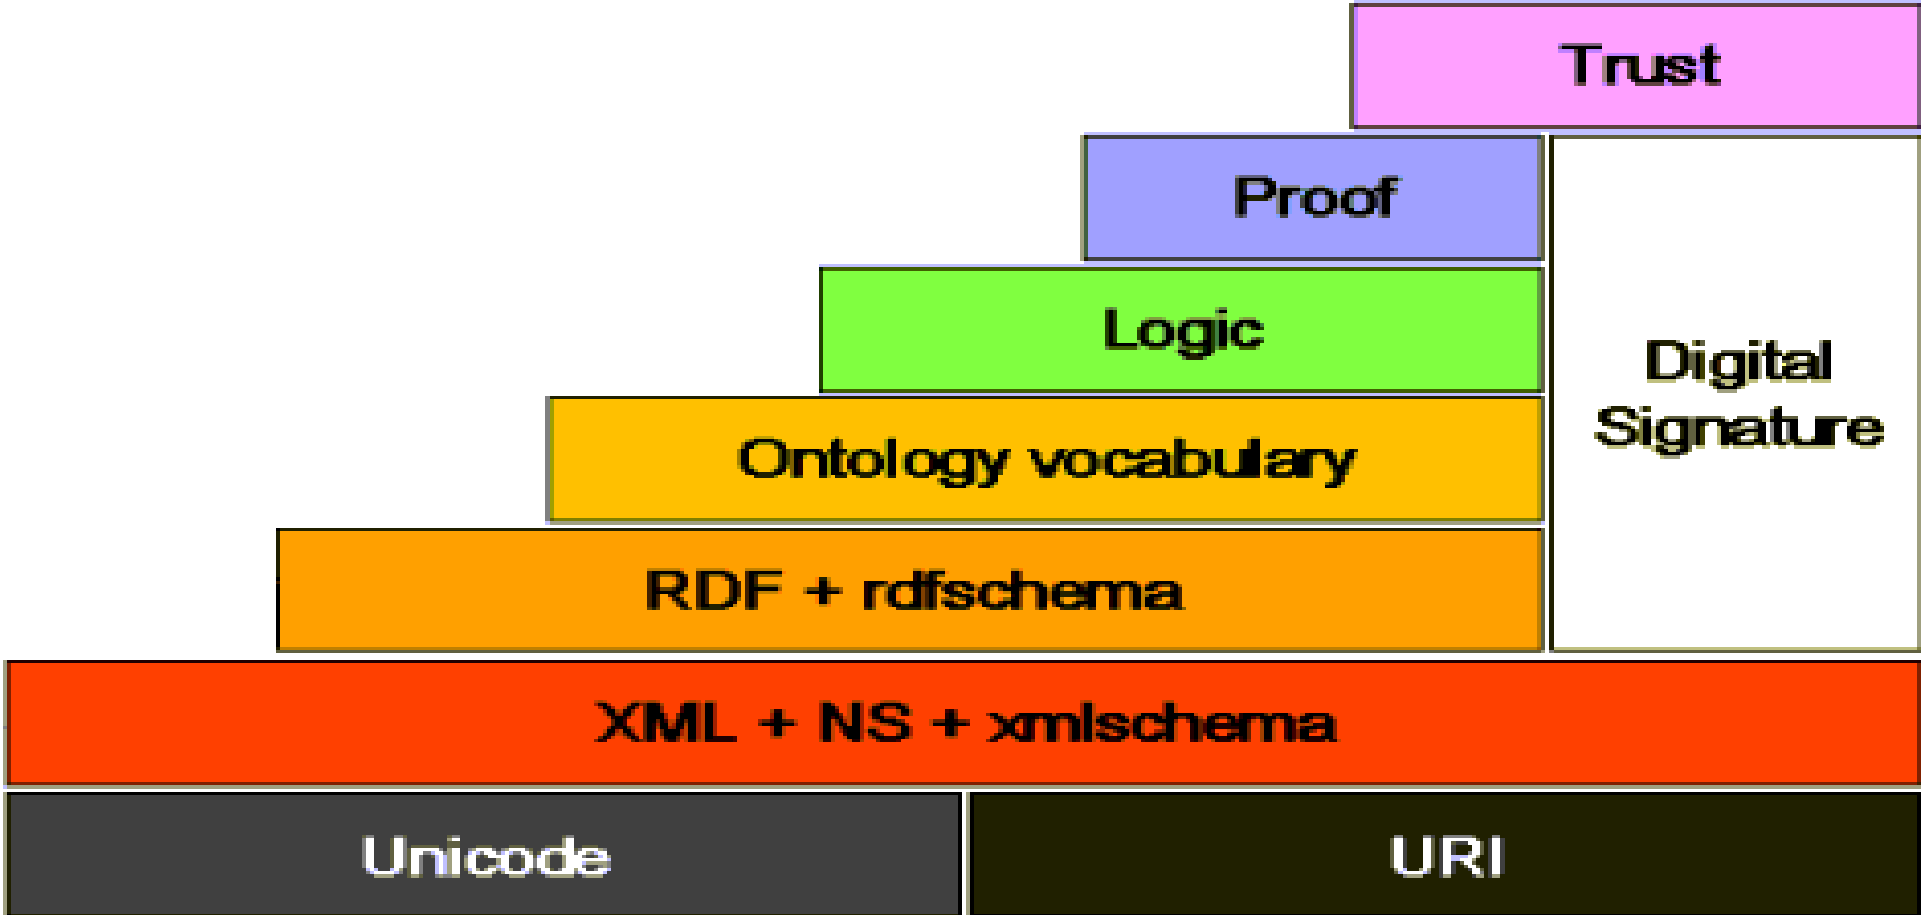 Trust
Proof
Logic
Digital
Signature
Ontology vocabulary
RDF + rdfschema
XML + NS + xmlschema
Unicode
URI